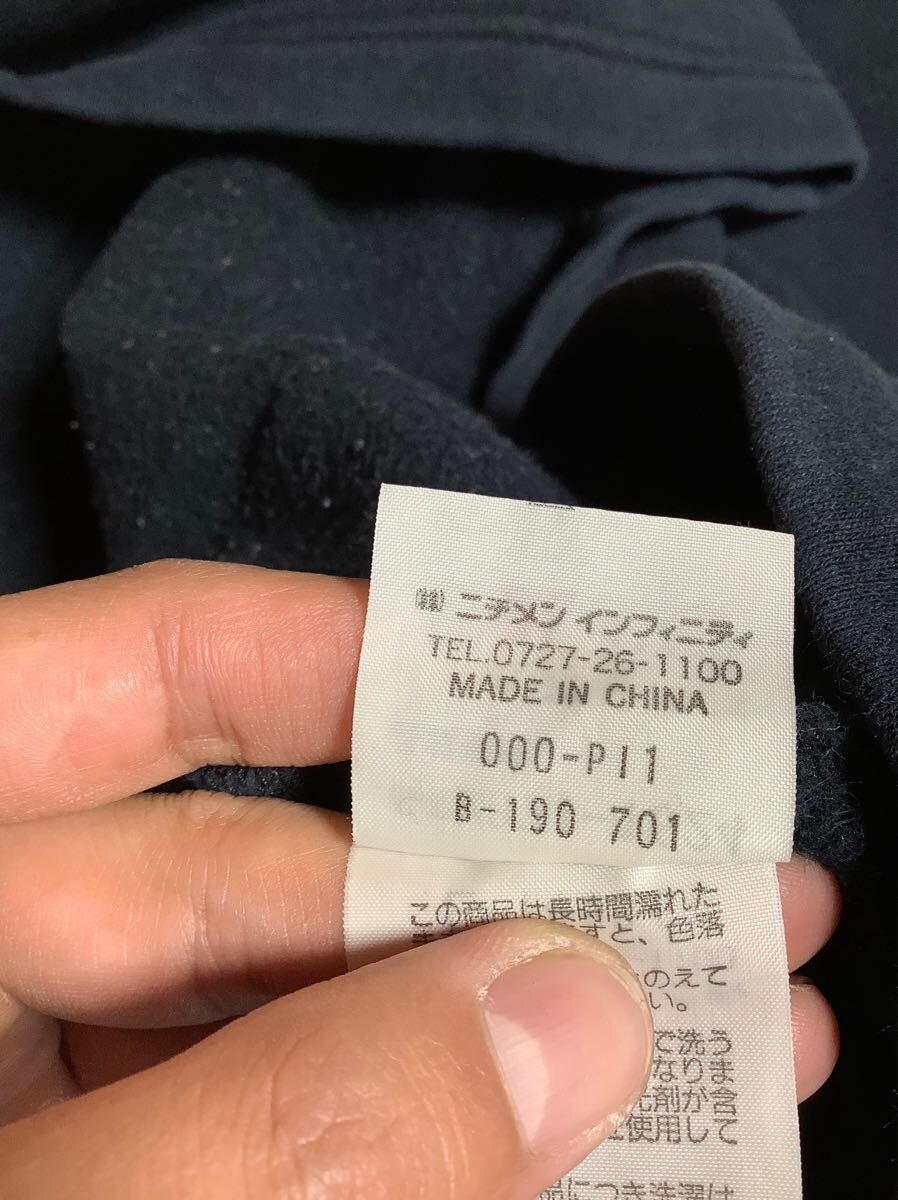 ㈱ ニチメン インフィニティ
TEL.0727-26-1100
MADE IN CHINA
000-P11
B-190 701
この商品は長時間濡れた
すと、色落
のえて
い。
で洗う
なりま
剤が含
使用して
につき洗濯は